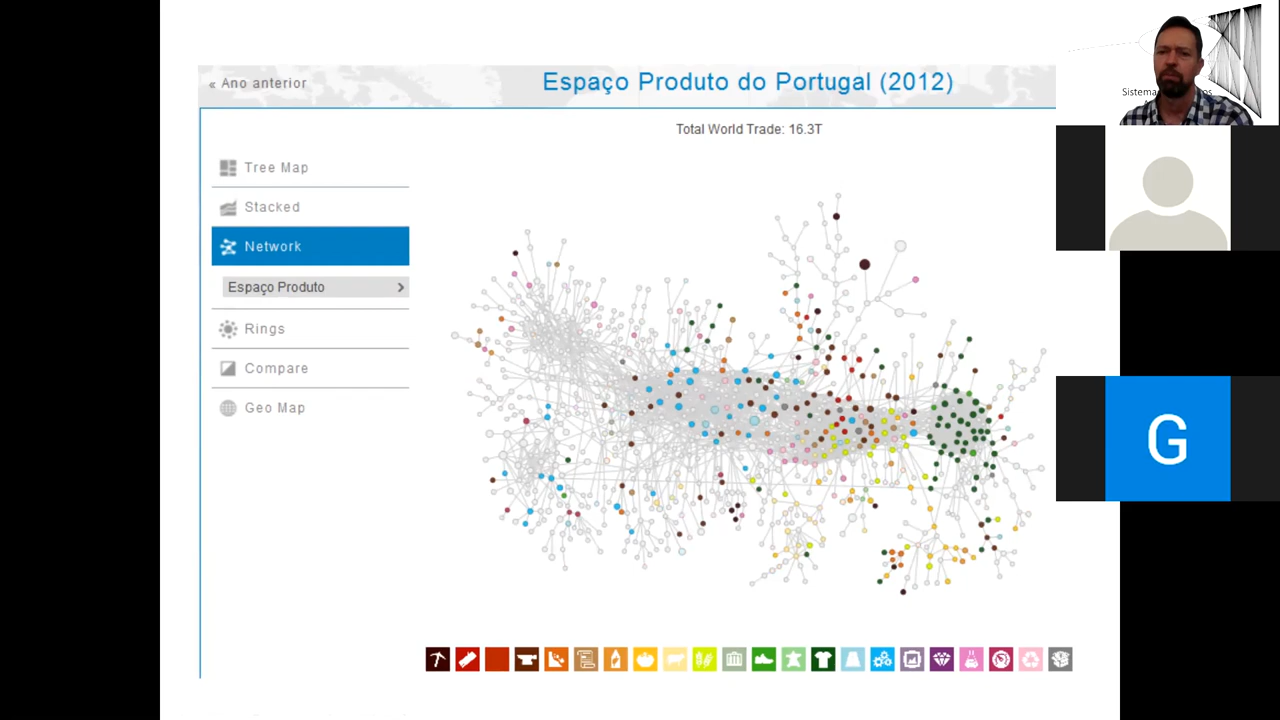 « Ano anterior
Espaço Produto do Portugal (2012)
Total World Trade: 16.3T
Tree Map
Stacked
Network
Espaço Produto
Rings
Compare
Geo Map
G